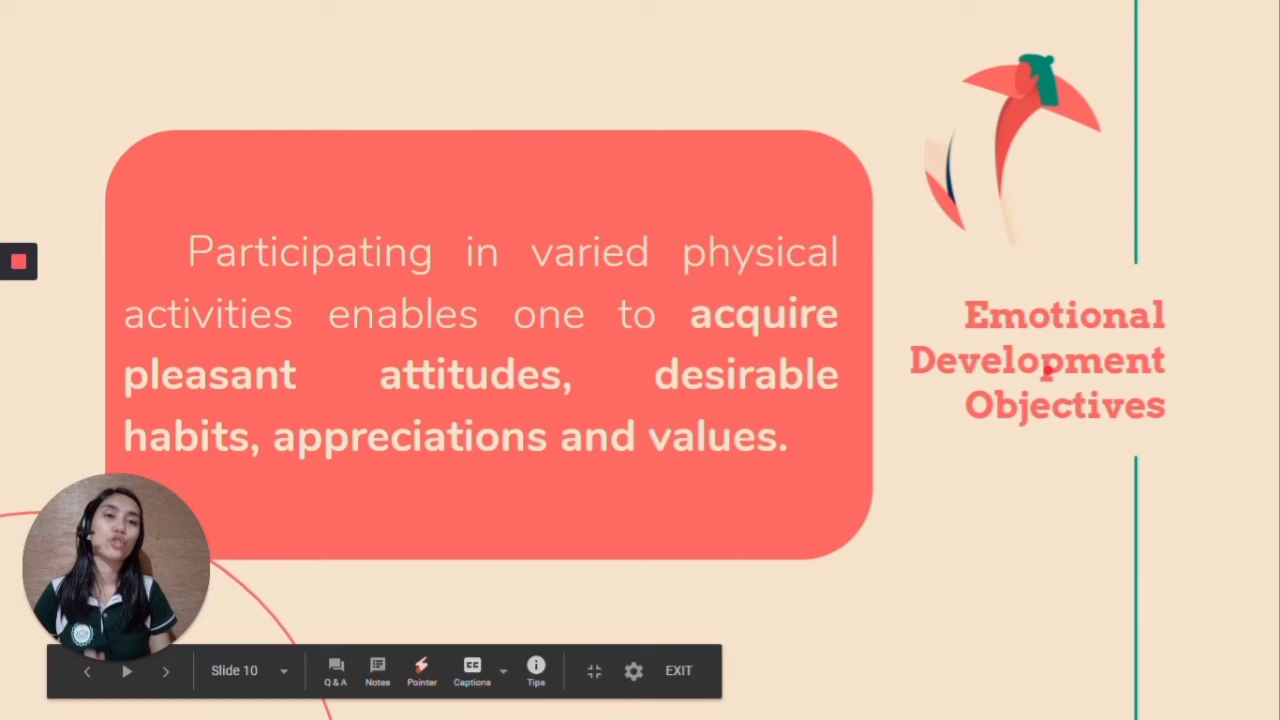 Participating in varied physical
activities enables one to acquire
pleasant attitudes, desirable
habits, appreciations and values.
Emotional
Development
Objectives
Slide 10
Q & A
Notes
Pointer
CC
Captions
Tips
EXIT